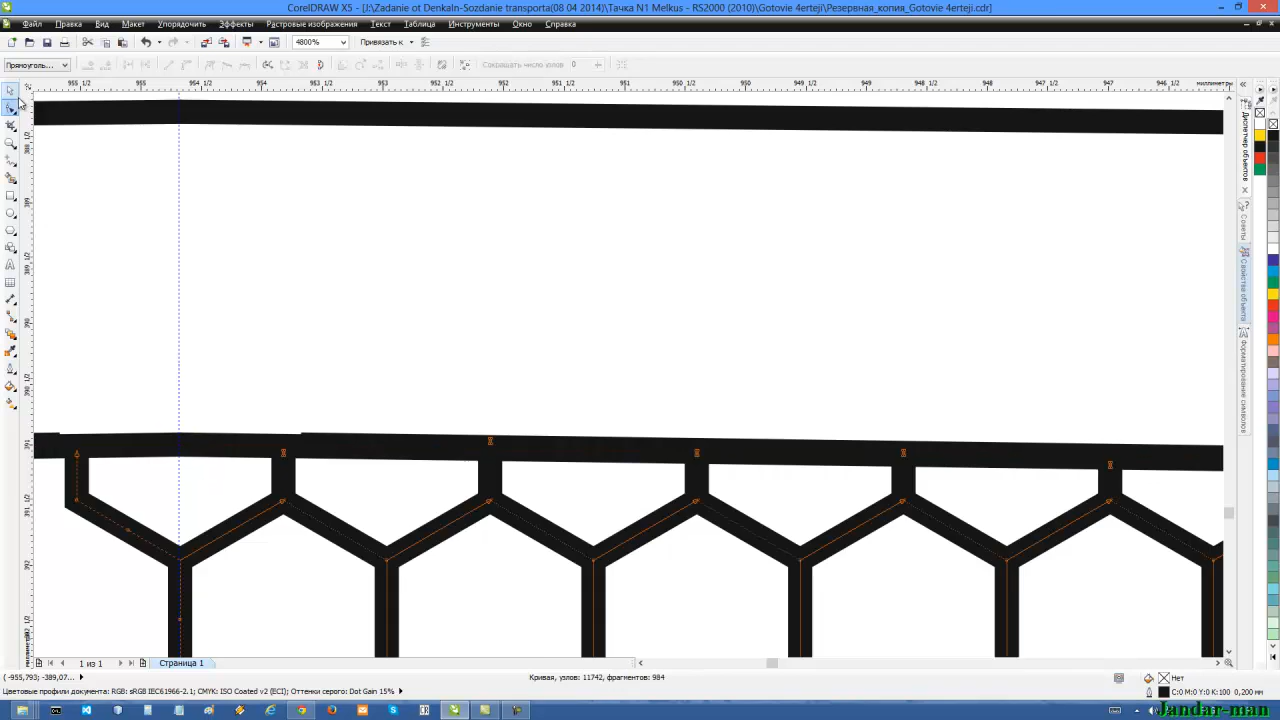 CorelDRAW X5 - [J:\Zadanie ot Denkaln-Sozdanie transporta(08 04 2014)\Тачка N1 Melkus - RS2000 (2010)\Gotovie 4erteji\Резервная_копия_Gotovie 4erteji.cdr]
Файл Правка Вид Макет Упорядочить Эффекты Растровые изображения Текст Таблица Инструменты Окно Справка
4800% Привязать к
Прямоуголь... Сокращать число узлов 0
955 1/2 955 954 1/2 954 953 1/2 953 952 1/2 952 951 1/2 951 950 1/2 950 949 1/2 949 948 1/2 948 947 1/2 947 946 1/2 миллиметры
Диспетчер объектов
Советы
Свойства объекта
Форматирование символов
1 из 1 Страница 1
( -955,793; -389,07... Кривая, узлов: 11742, фрагментов: 984 Нет
Цветовые профили документа: RGB: sRGB IEC61966-2.1; CMYK: ISO Coated v2 (ECI); Оттенки серого: Dot Gain 15% C:0 M:0 Y:0 K:100 0,200 мм
Jandar-man